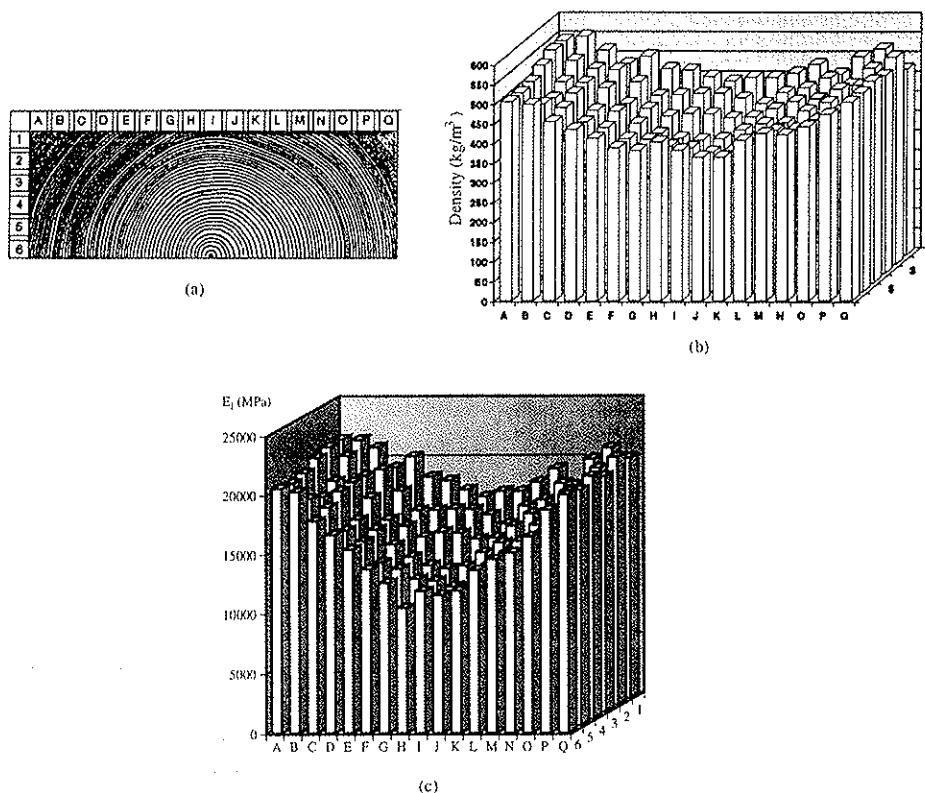 A B C D E F G H I J K L M N O P Q
1
2
3
4
5
6
(a)
Density (kg/m³)
600
550
500
450
400
350
300
250
200
150
100
50
0
A B C D E F G H I J K L M N O P Q
(b)
E₁ (MPa)
25000
20000
15000
10000
5000
0
A B C D E F G H I J K L M N O P Q
6 5 4 3 2 1
(c)